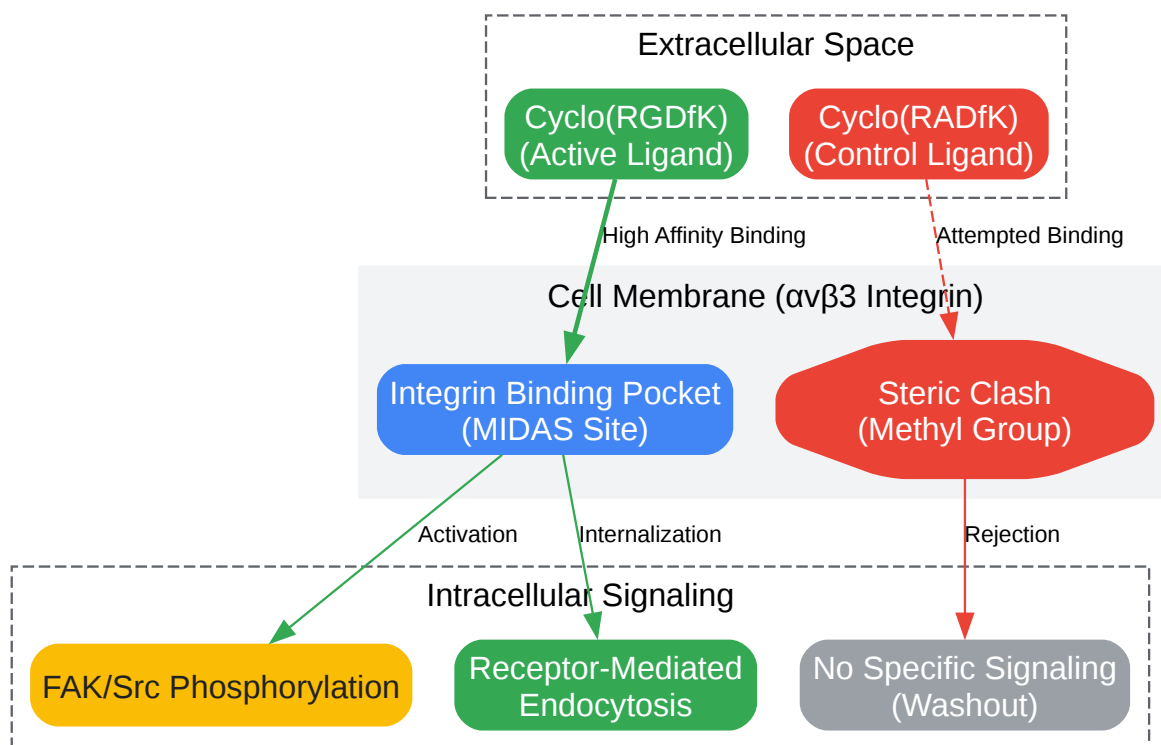 Extracellular Space
Cyclo(RGDfK)
(Active Ligand)
Cyclo(RADfK)
(Control Ligand)
High Affinity Binding
Attempted Binding
Cell Membrane (αvβ3 Integrin)
Integrin Binding Pocket
(MIDAS Site)
Steric Clash
(Methyl Group)
Activation
Internalization
Rejection
Intracellular Signaling
FAK/Src Phosphorylation
Receptor-Mediated
Endocytosis
No Specific Signaling
(Washout)